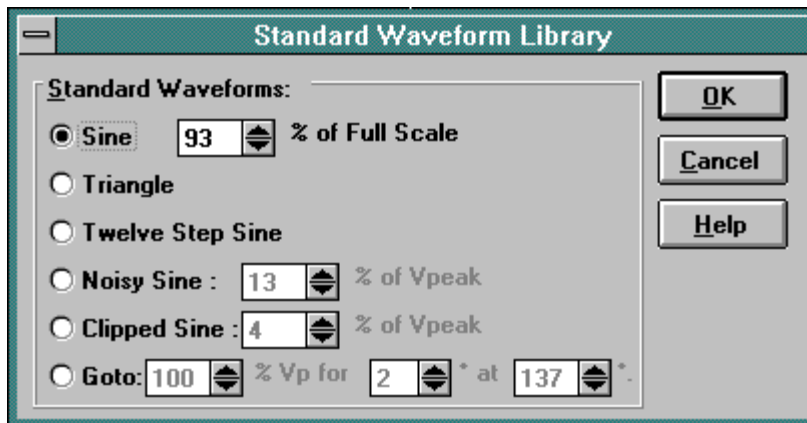 Standard Waveform Library
Standard Waveforms:
Sine 93 % of Full Scale
Triangle
Twelve Step Sine
Noisy Sine : 13 % of Vpeak
Clipped Sine : 4 % of Vpeak
Goto: 100 % Vp for 2 ° at 137 °.
OK
Cancel
Help